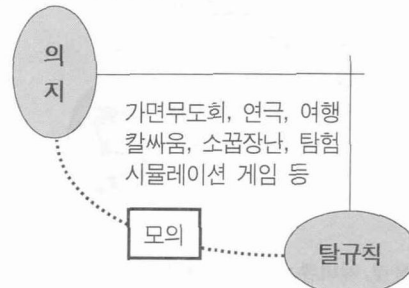 의
지
가면무도회, 연극, 여행
칼싸움, 소꿉장난, 탐험
시뮬레이션 게임 등
모의
탈규칙